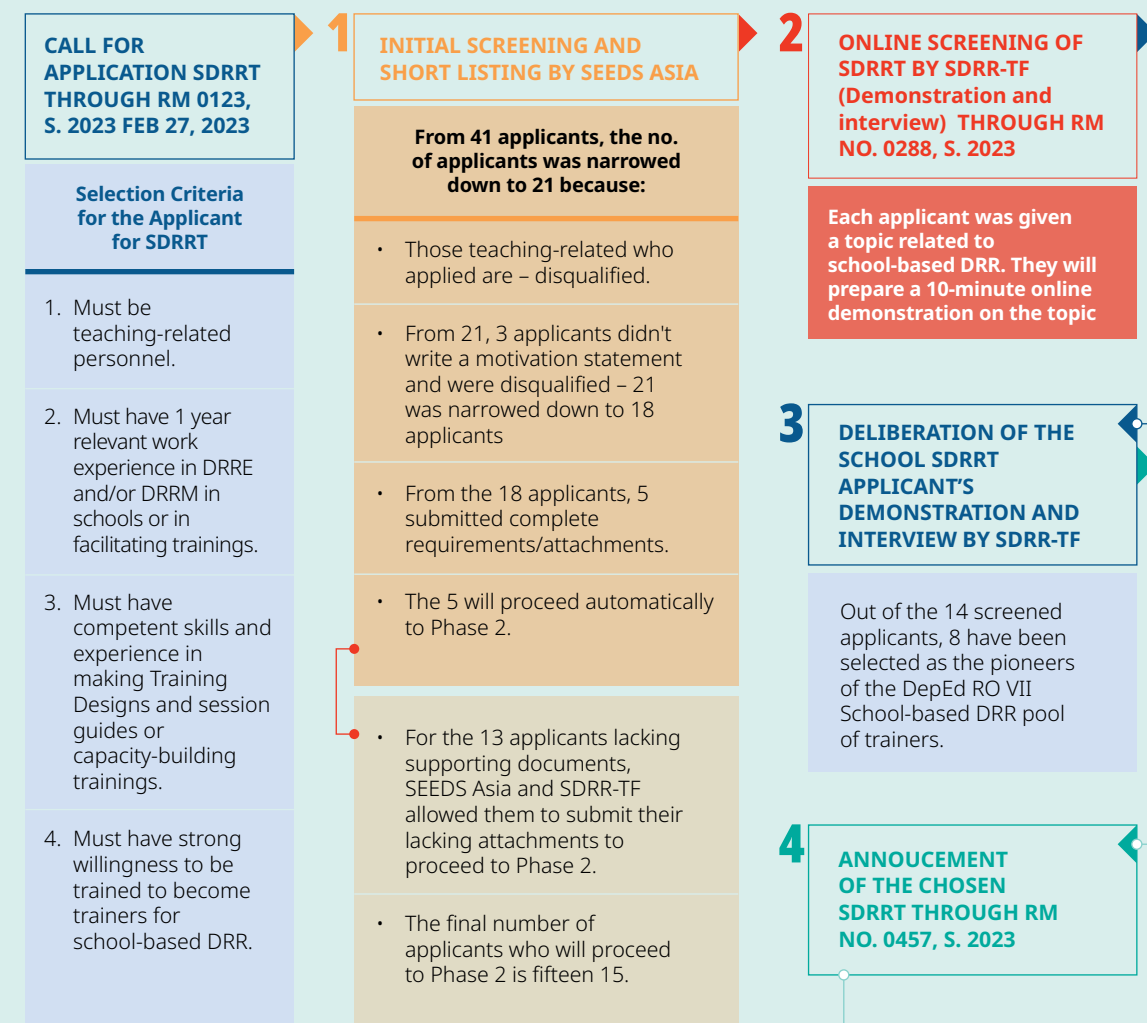 CALL FOR
APPLICATION SDRRT
THROUGH RM 0123,
S. 2023 FEB 27, 2023
Selection Criteria
for the Applicant
for SDRRT
1. Must be
teaching-related
personnel.
2. Must have 1 year
relevant work
experience in DRRE
and/or DRRM in
schools or in
facilitating trainings.
3. Must have
competent skills and
experience in
making Training
Designs and session
guides or
capacity-building
trainings.
4. Must have strong
willingness to be
trained to become
trainers for
school-based DRR.
1
INITIAL SCREENING AND
SHORT LISTING BY SEEDS ASIA
From 41 applicants, the no.
of applicants was narrowed
down to 21 because:
• Those teaching-related who
applied are – disqualified.
• From 21, 3 applicants didn't
write a motivation statement
and were disqualified – 21
was narrowed down to 18
applicants
• From the 18 applicants, 5
submitted complete
requirements/attachments.
• The 5 will proceed automatically
to Phase 2.
• For the 13 applicants lacking
supporting documents,
SEEDS Asia and SDRR-TF
allowed them to submit their
lacking attachments to
proceed to Phase 2.
• The final number of
applicants who will proceed
to Phase 2 is fifteen 15.
2
ONLINE SCREENING OF
SDRRT BY SDRR-TF
(Demonstration and
interview) THROUGH RM
NO. 0288, S. 2023
Each applicant was given
a topic related to
school-based DRR. They will
prepare a 10-minute online
demonstration on the topic
3
DELIBERATION OF THE
SCHOOL SDRRT
APPLICANT'S
DEMONSTRATION AND
INTERVIEW BY SDRR-TF
Out of the 14 screened
applicants, 8 have been
selected as the pioneers
of the DepEd RO VII
School-based DRR pool
of trainers.
4
ANNOUCEMENT
OF THE CHOSEN
SDRRT THROUGH RM
NO. 0457, S. 2023